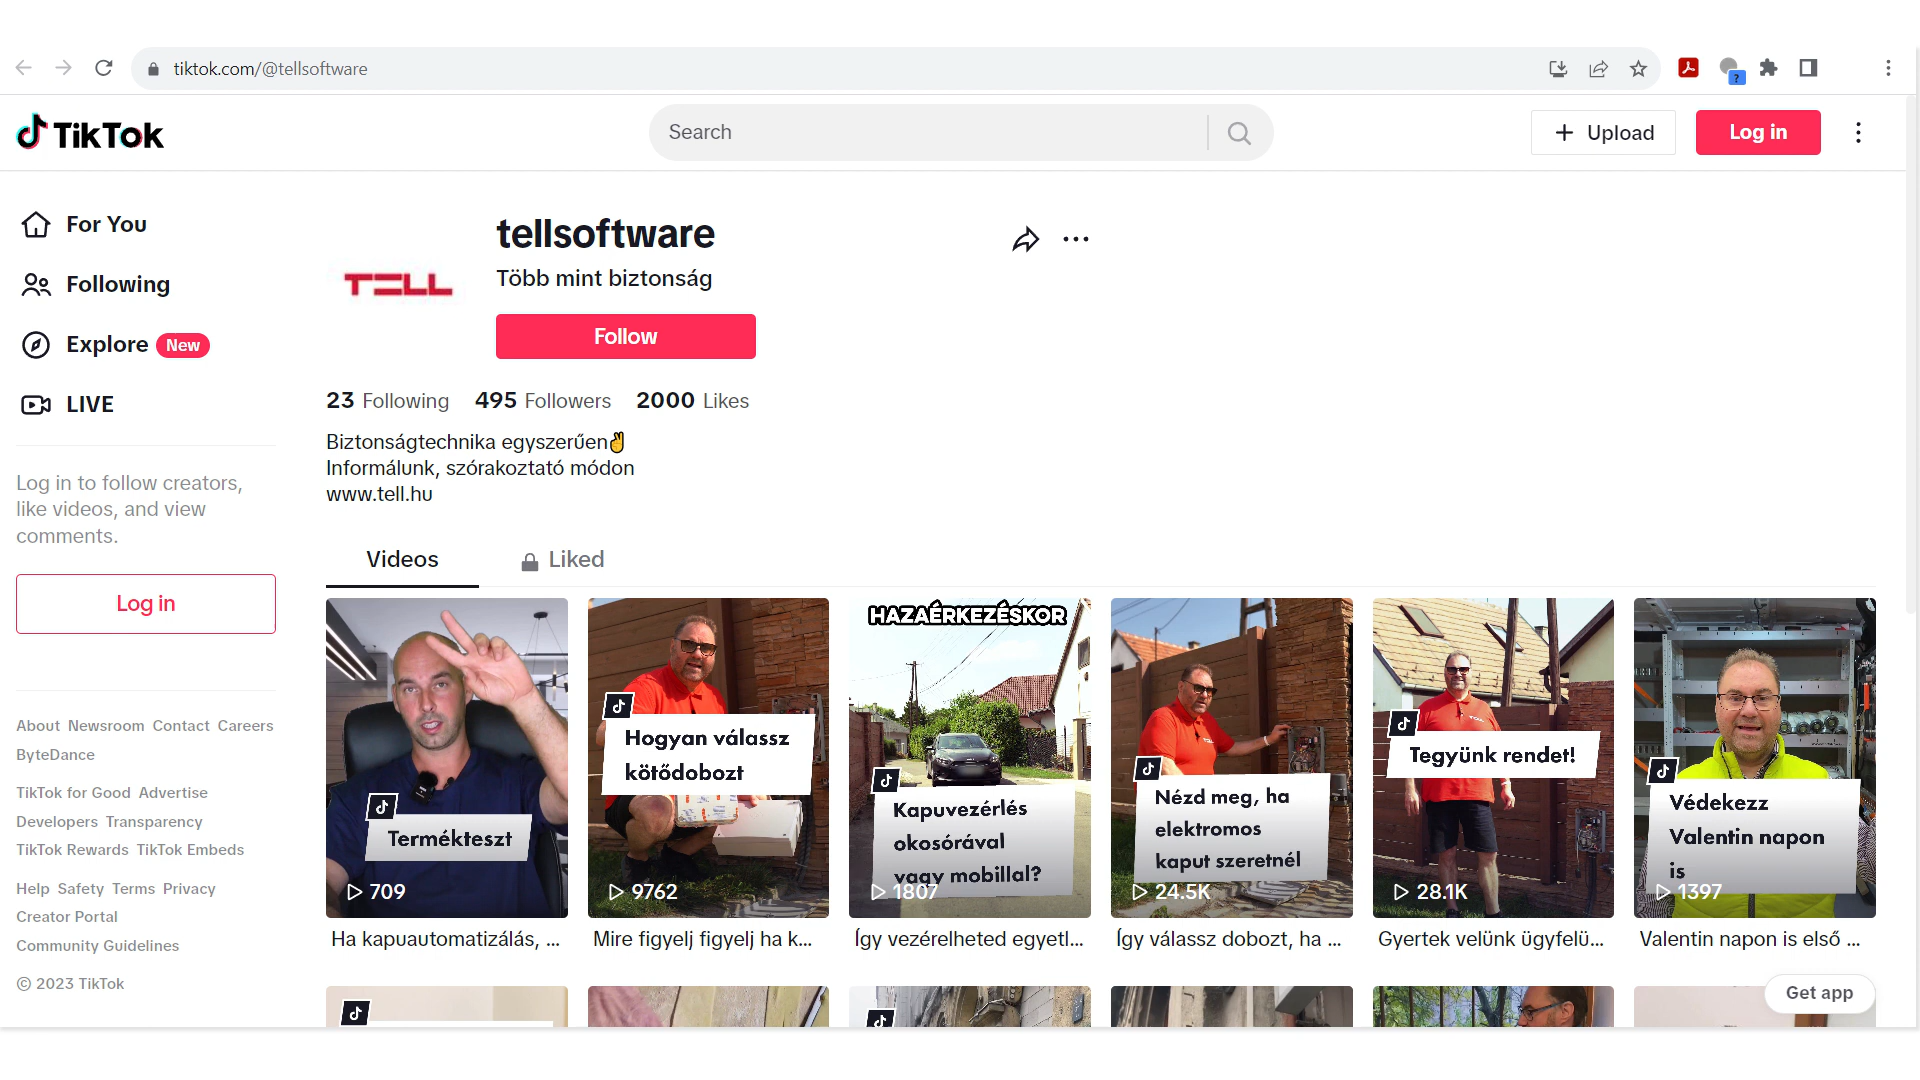 tiktok.com/@tellsoftware
?
TikTok
Search
Upload
Log in
For You
Following
Explore New
LIVE
Log in to follow creators,
like videos, and view
comments.
Log in
About Newsroom Contact Careers
ByteDance
TikTok for Good Advertise
Developers Transparency
TikTok Rewards TikTok Embeds
Help Safety Terms Privacy
Creator Portal
Community Guidelines
© 2023 TikTok
TELL
tellsoftware
Több mint biztonság
Follow
23 Following 495 Followers 2000 Likes
Biztonságtechnika egyszerűen✌
Informálunk, szórakoztató módon
www.tell.hu
Videos
Liked
Termékteszt
709
Ha kapuautomatizálás, ...
Hogyan válassz
kötődobozt
9762
Mire figyelj figyelj ha k...
HAZAÉRKEZÉSKOR
Kapuvezérlés
okosórával
vagy mobillal?
1807
Így vezérelheted egyetl...
Nézd meg, ha
elektromos
kaput szeretnél
24.5K
Így válassz dobozt, ha ...
Tegyünk rendet!
28.1K
Gyertek velünk ügyfelü...
Védekezz
Valentin napon
is
1397
Valentin napon is első ...
Get app